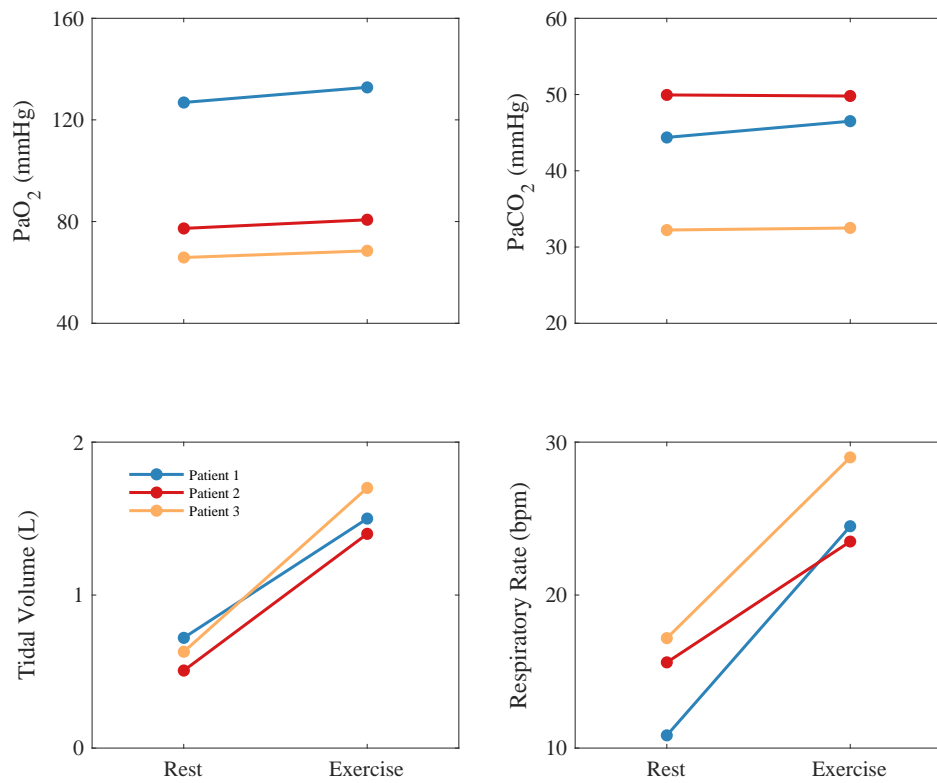 160
120
80
40
PaO2 (mmHg)
60
50
40
30
20
PaCO2 (mmHg)
2
1
0
Tidal Volume (L)
Patient 1
Patient 2
Patient 3
Rest
Exercise
30
20
10
Respiratory Rate (bpm)
Rest
Exercise